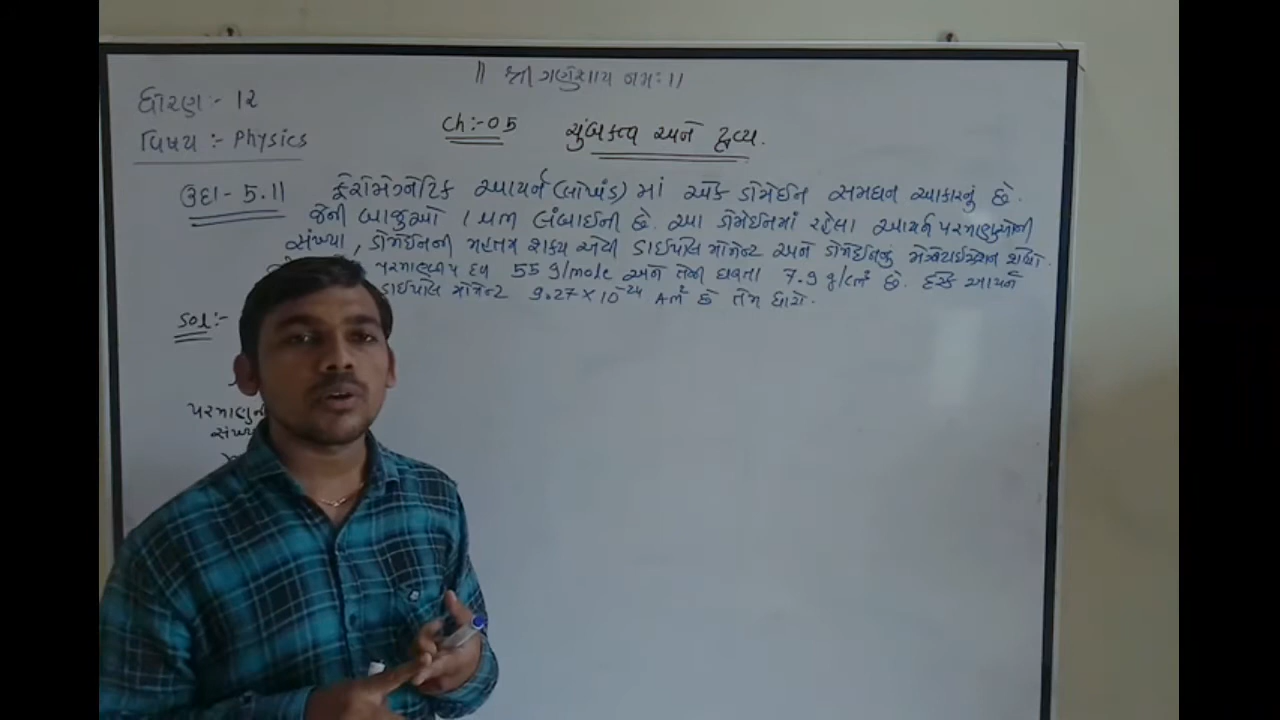 ॥ શ્રી ગણેશાય નમઃ ॥
ધોરણ :- 12
વિષય :- Physics
Ch :- 05 ચુંબકત્વ અને દ્રવ્ય.
ઉદા - 5.11 ફેરોમેગ્નેટિક આયર્ન (લોખંડ) માં એક ડોમેઈન સમઘન આકારનું છે.
જેની બાજુઓ 1 μm લંબાઈની છે. આ ડોમેઈનમાં રહેલા આયર્ન પરમાણુઓની
સંખ્યા, ડોમેઈનની મહત્તમ શક્ય એવી ડાઈપોલ મોમેન્ટ અને ડોમેઈનનું મેગ્નેટાઈઝેશન શોધો.
પરમાણ્વીય દળ 55 g/mole અને તેની ઘનતા 7.9 g/cm³ છે. દરેક આયર્ન
ડાઈપોલ મોમેન્ટ 9.27 × 10⁻²⁴ Am² છે તેમ ધારો.
Sol :-
પરમાણુની
સંખ્યા